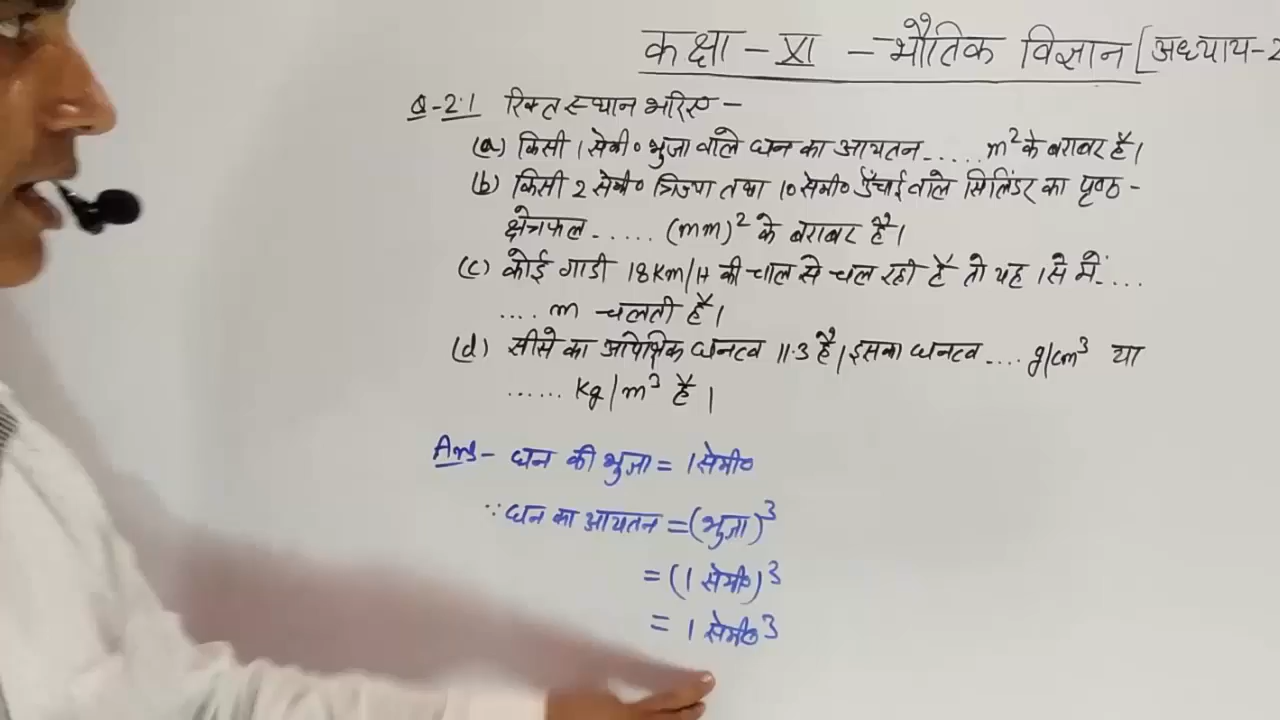 कक्षा - XI - भौतिक विज्ञान [अध्याय-2
Q-2.1 रिक्त स्थान भरिए -
(a) किसी 1 सेमी० भुजा वाले घन का आयतन..... m² के बराबर है।
(b) किसी 2 सेमी० त्रिज्या तथा 10 सेमी० ऊँचाई वाले सिलिंडर का पृष्ठ -
क्षेत्रफल...... (mm)² के बराबर है।
(c) कोई गाडी 18 Km/H की चाल से चल रही है तो यह 1से में.....
.... m चलती है।
(d) सीसे का आपेक्षिक घनत्व 11.3 है। इसका घनत्व .... g/cm³ या
...... Kg/m³ है।
Ans - घन की भुजा = 1 सेमी०
∵ घन का आयतन = (भुजा)³
= (1 सेमी०)³
= 1 सेमी०³